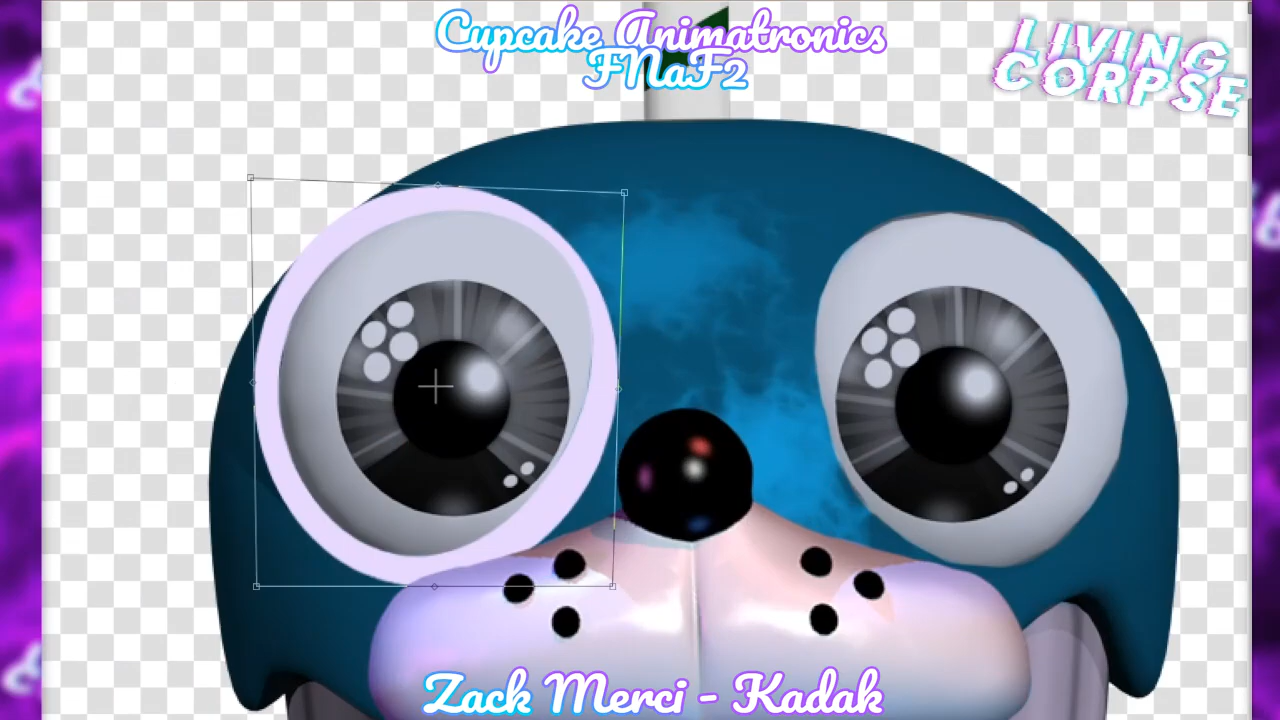 Cupcake Animatronics
FNaF2
LIVING
CORPSE
Zack Merci - Kadak